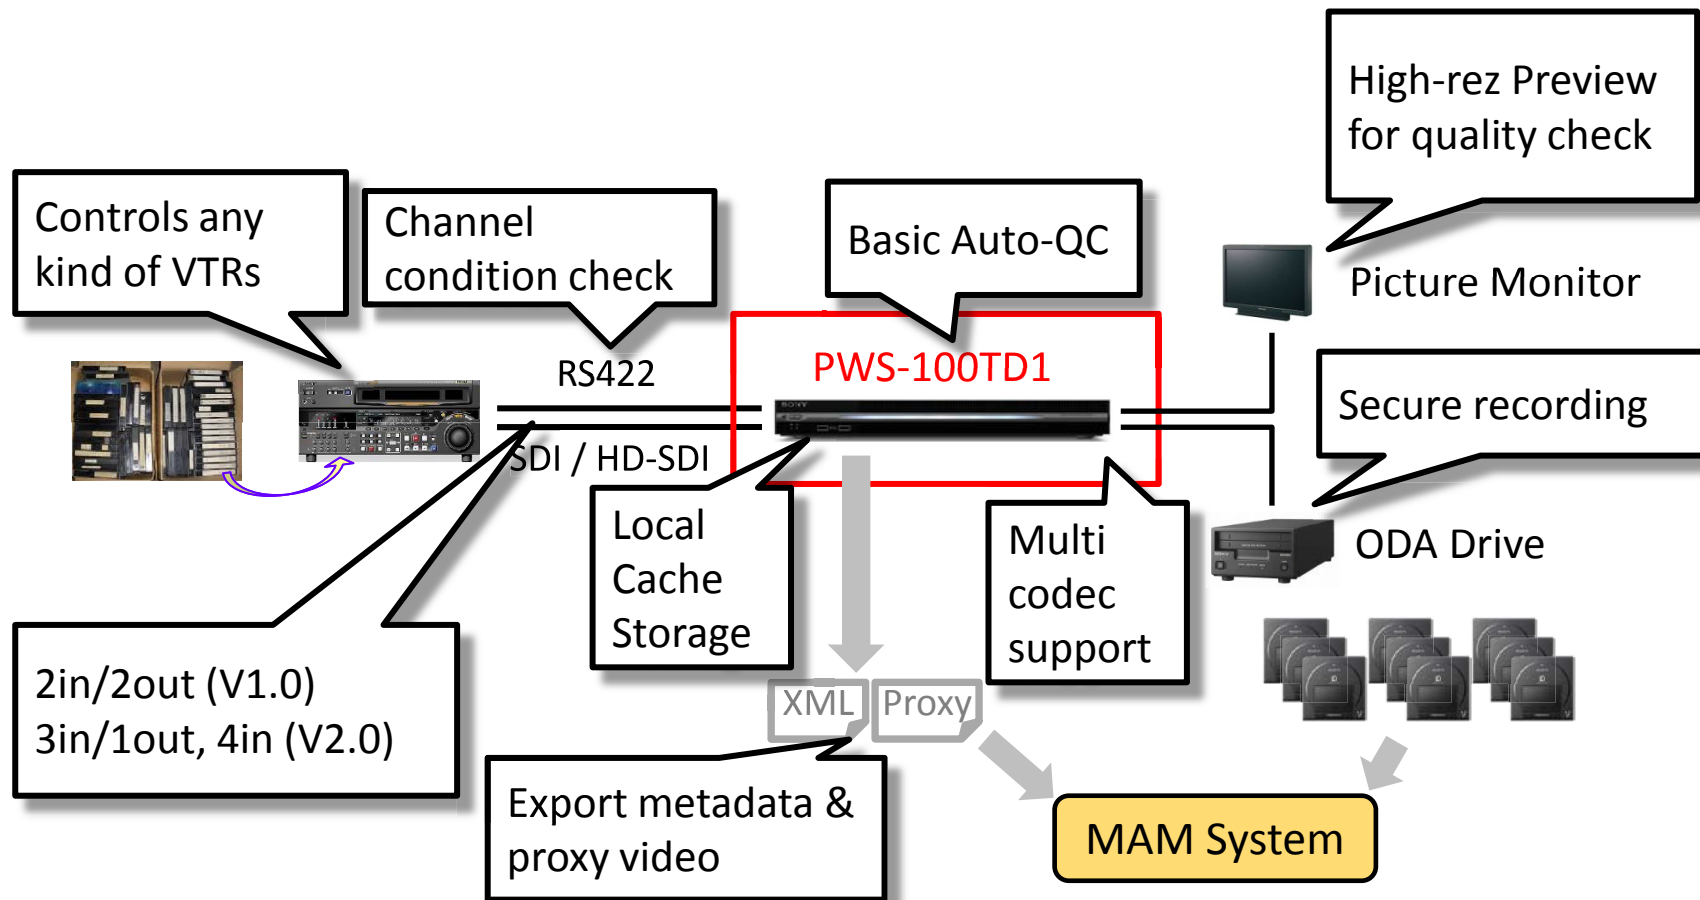 High-rez Preview
for quality check
Controls any
kind of VTRs
Channel
condition check
Basic Auto-QC
Picture Monitor
RS422
PWS-100TD1
SONY
Secure recording
SDI / HD-SDI
Local
Cache
Storage
Multi
codec
support
ODA Drive
2in/2out (V1.0)
3in/1out, 4in (V2.0)
XML
Proxy
Export metadata &
proxy video
MAM System